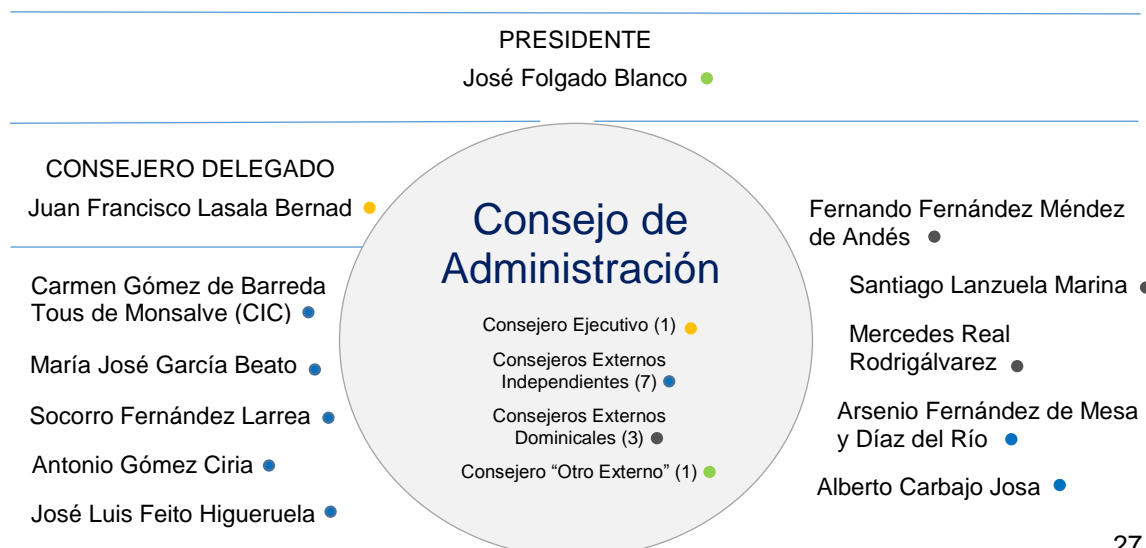 PRESIDENTE
José Folgado Blanco
CONSEJERO DELEGADO
Juan Francisco Lasala Bernad
Carmen Gómez de Barreda
Tous de Monsalve (CIC)
María José García Beato
Socorro Fernández Larrea
Antonio Gómez Ciria
José Luis Feito Higueruela
Consejo de
Administración
Consejero Ejecutivo (1)
Consejeros Externos
Independientes (7)
Consejeros Externos
Dominicales (3)
Consejero “Otro Externo” (1)
Fernando Fernández Méndez
de Andés
Santiago Lanzuela Marina
Mercedes Real
Rodrigálvarez
Arsenio Fernández de Mesa
y Díaz del Río
Alberto Carbajo Josa
27